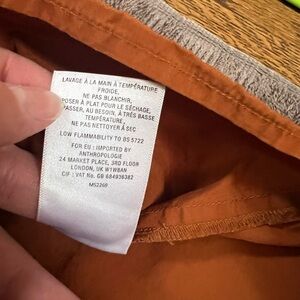 LAVAGE À LA MAIN À TEMPÉRATURE
FROIDE,
NE PAS BLANCHIR,
POSER À PLAT POUR LE SÉCHAGE,
PASSER, AU BESOIN, À TRÈS BASSE
TEMPÉRATURE,
NE PAS NETTOYER À SEC
LOW FLAMMABILITY TO BS 5722
FOR EU: IMPORTED BY
ANTHROPOLOGIE
24 MARKET PLACE, 3RD FLOOR
LONDON, UK W1W8AN
CIF: VAT No. GB 684936382
MS2268